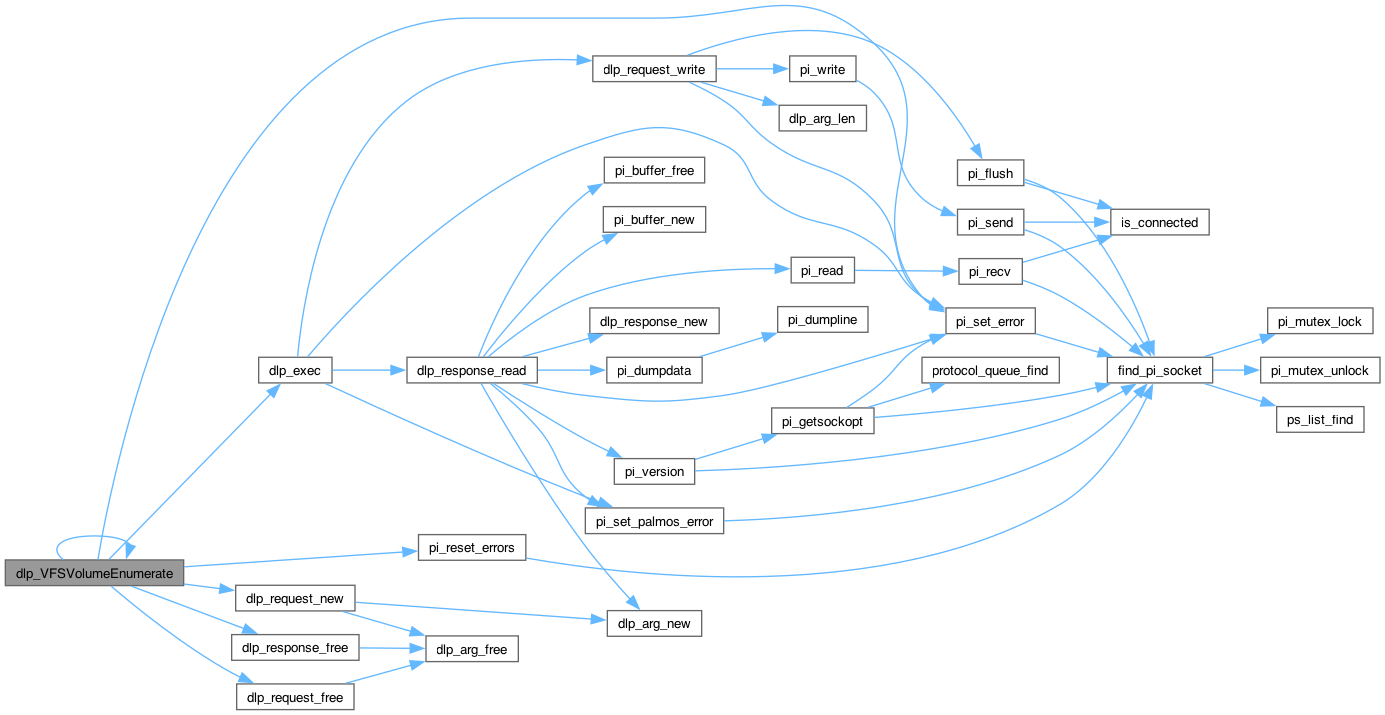 dlp_request_write
pi_write
dlp_arg_len
pi_flush
pi_buffer_free
pi_buffer_new
pi_send
is_connected
pi_read
pi_recv
dlp_response_new
pi_dumpline
pi_set_error
pi_mutex_lock
dlp_exec
dlp_response_read
pi_dumpdata
protocol_queue_find
find_pi_socket
pi_mutex_unlock
pi_getsockopt
ps_list_find
pi_version
pi_set_palmos_error
pi_reset_errors
dlp_VFSVolumeEnumerate
dlp_request_new
dlp_arg_new
dlp_response_free
dlp_arg_free
dlp_request_free